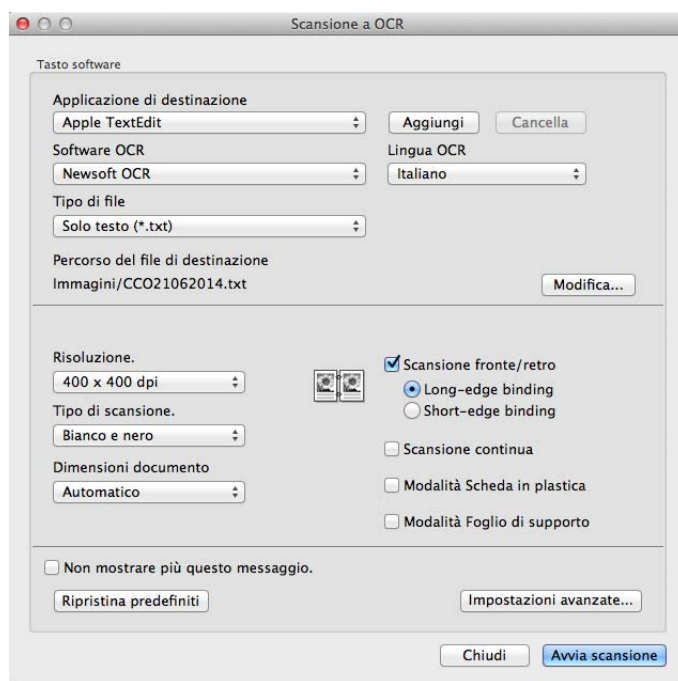 Scansione a OCR
Tasto software
Applicazione di destinazione
Apple TextEdit
Aggiungi
Cancella
Software OCR
Lingua OCR
Newsoft OCR
Italiano
Tipo di file
Solo testo (*.txt)
Percorso del file di destinazione
Immagini/CCO21062014.txt
Modifica...
Risoluzione.
400 x 400 dpi
Tipo di scansione.
Bianco e nero
Dimensioni documento
Automatico
Scansione fronte/retro
Long-edge binding
Short-edge binding
Scansione continua
Modalità Scheda in plastica
Modalità Foglio di supporto
Non mostrare più questo messaggio.
Ripristina predefiniti
Impostazioni avanzate...
Chiudi
Avvia scansione